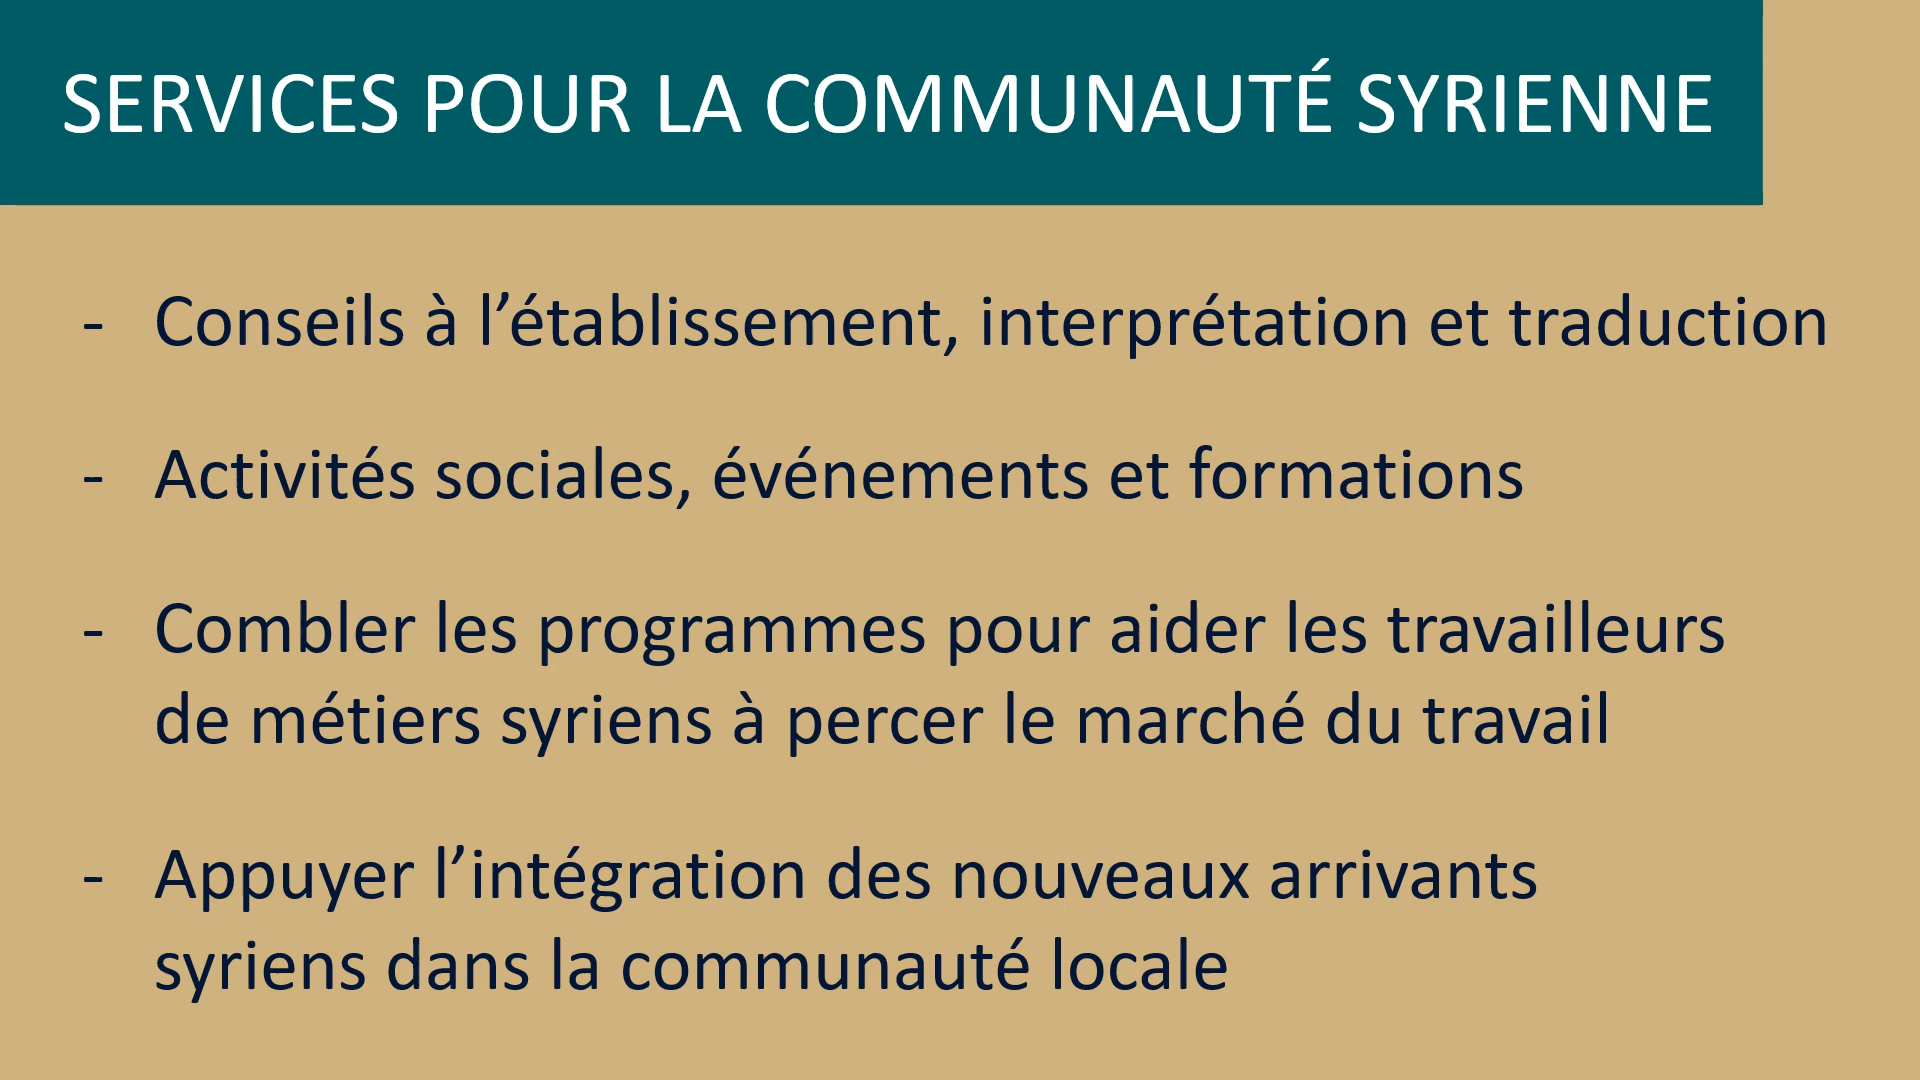 SERVICES POUR LA COMMUNAUTÉ SYRIENNE
- Conseils à l’établissement, interprétation et traduction
- Activités sociales, événements et formations
- Combler les programmes pour aider les travailleurs
de métiers syriens à percer le marché du travail
- Appuyer l’intégration des nouveaux arrivants
syriens dans la communauté locale